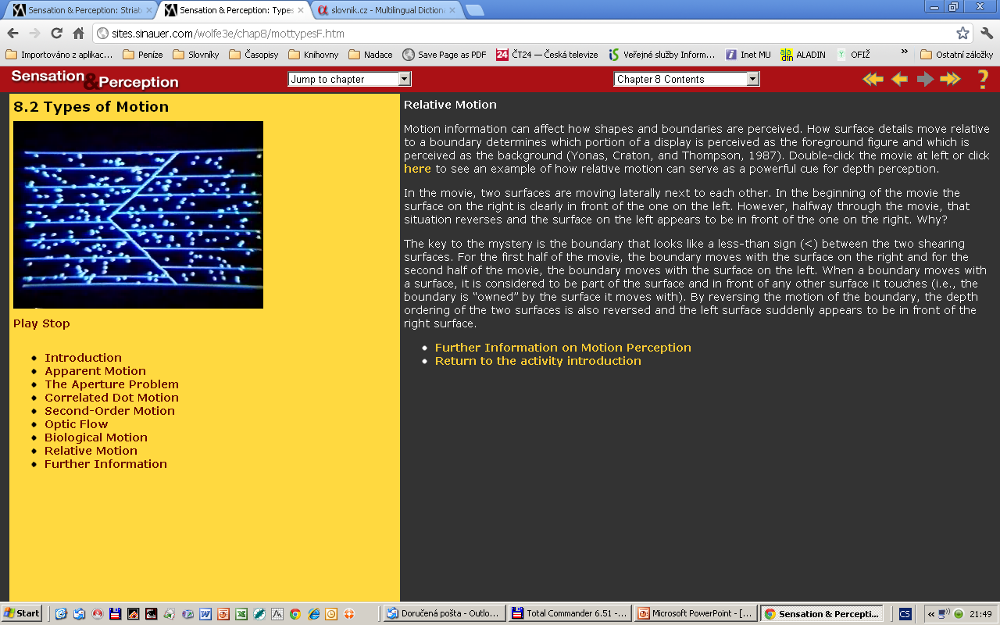 Sensation & Perception: Striat
Sensation & Perception: Types
slovnik.cz - Multilingual Diction
sites.sinauer.com/wolfe3e/chap8/mottypesF.htm
Importováno z aplikac...
Peníze
Slovníky
Časopisy
Knihovny
Nadace
Save Page as PDF
24
ČT24 — Česká televize
Veřejné služby Inform...
Inet MU
ALADIN
OFIŽ
»
Ostatní záložky
Sensation & Perception
Jump to chapter
Chapter 8 Contents
?
8.2 Types of Motion
Play Stop
Introduction
Apparent Motion
The Aperture Problem
Correlated Dot Motion
Second-Order Motion
Optic Flow
Biological Motion
Relative Motion
Further Information
Relative Motion
Motion information can affect how shapes and boundaries are perceived. How surface details move relative
to a boundary determines which portion of a display is perceived as the foreground figure and which is
perceived as the background (Yonas, Craton, and Thompson, 1987). Double-click the movie at left or click
here to see an example of how relative motion can serve as a powerful cue for depth perception.
In the movie, two surfaces are moving laterally next to each other. In the beginning of the movie the
surface on the right is clearly in front of the one on the left. However, halfway through the movie, that
situation reverses and the surface on the left appears to be in front of the one on the right. Why?
The key to the mystery is the boundary that looks like a less-than sign (<) between the two shearing
surfaces. For the first half of the movie, the boundary moves with the surface on the right and for the
second half of the movie, the boundary moves with the surface on the left. When a boundary moves with
a surface, it is considered to be part of the surface and in front of any other surface it touches (i.e., the
boundary is “owned” by the surface it moves with). By reversing the motion of the boundary, the depth
ordering of the two surfaces is also reversed and the left surface suddenly appears to be in front of the
right surface.
Further Information on Motion Perception
Return to the activity introduction
Start
Doručená pošta - Outlo...
Total Commander 6.51 - ...
Microsoft PowerPoint - [...
Sensation & Percepti...
CS
«
21:49